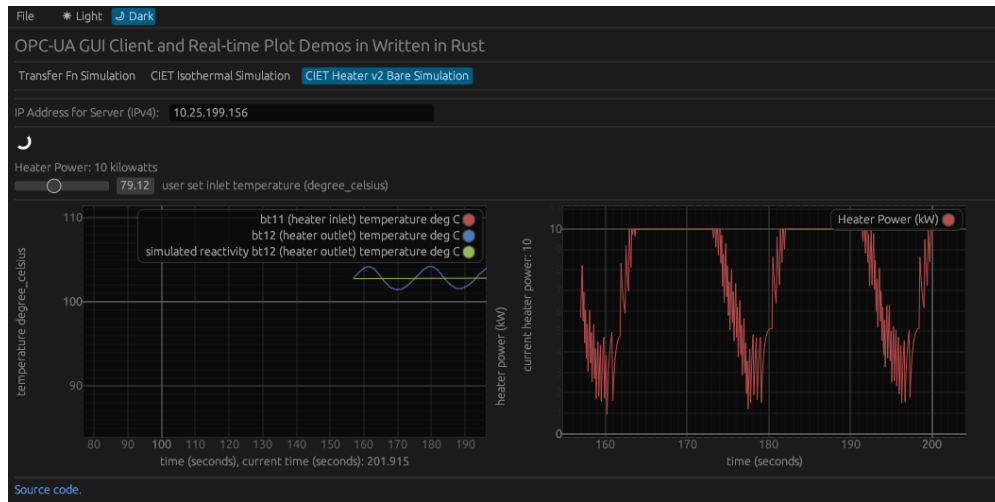 File Light Dark
OPC-UA GUI Client and Real-time Plot Demos in Written in Rust
Transfer Fn Simulation CIET Isothermal Simulation CIET Heater v2 Bare Simulation
IP Address for Server (IPv4): 10.25.199.156
Heater Power: 10 kilowatts
79.12 user set inlet temperature (degree_celsius)
temperature degree_celsius
110
100
90
bt11 (heater inlet) temperature deg C
bt12 (heater outlet) temperature deg C
simulated reactivity bt12 (heater outlet) temperature deg C
80 90 100 110 120 130 140 150 160 170 180 190
time (seconds), current time (seconds): 201.915
heater power (kW)
current heater power: 10
10
0
Heater Power (kW)
160 170 180 190 200
time (seconds)
Source code.